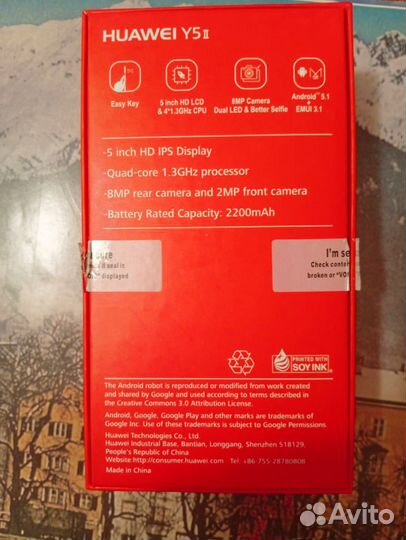 HUAWEI Y5II
Easy Key
5 inch HD LCD
& 4*1.3GHz CPU
8MP Camera
Dual LED & Better Selfie
Android™ 5.1
+
EMUI 3.1
-5 inch HD IPS Display
-Quad-core 1.3GHz processor
-8MP rear camera and 2MP front camera
-Battery Rated Capacity: 2200mAh
displayed
I'm se
Check conten
broken or "VOI
PRINTED WITH
SOY INK
The Android robot is reproduced or modified from work created
and shared by Google and used according to terms described in
the Creative Commons 3.0 Attribution License.
Android, Google, Google Play and other marks are trademarks of
Google Inc. Use of these trademarks is subject to Google Permissions.
Huawei Technologies Co., Ltd.
Huawei Industrial Base, Bantian, Longgang, Shenzhen 518129,
People's Republic of China
Website:http://consumer.huawei.com Tel. +86-755-28780808
Made in China
Avito